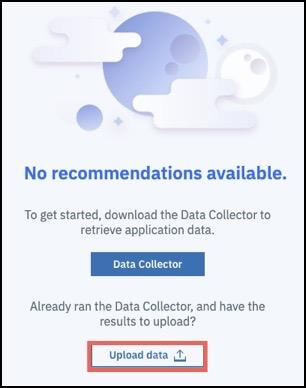 No recommendations available.
To get started, download the Data Collector to
retrieve application data.
Data Collector
Already ran the Data Collector, and have the
results to upload?
Upload data